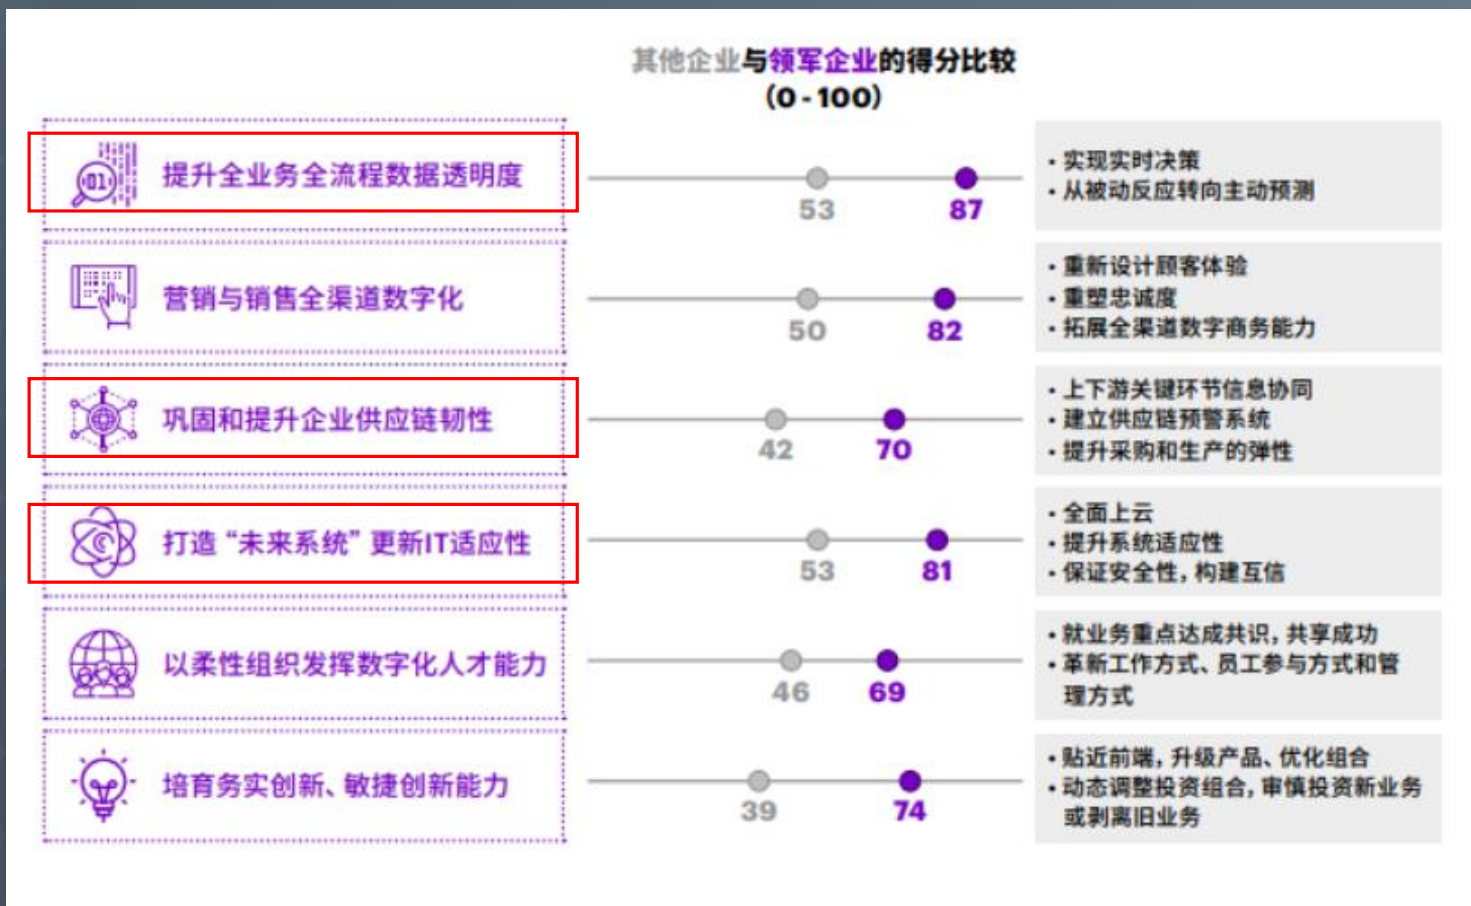 其他企业与领军企业的得分比较
(0 - 100)
提升全业务全流程数据透明度
53
87
• 实现实时决策
• 从被动反应转向主动预测
营销与销售全渠道数字化
50
82
• 重新设计顾客体验
• 重塑忠诚度
• 拓展全渠道数字商务能力
巩固和提升企业供应链韧性
42
70
• 上下游关键环节信息协同
• 建立供应链预警系统
• 提升采购和生产的弹性
打造“未来系统”更新IT适应性
53
81
• 全面上云
• 提升系统适应性
• 保证安全性，构建互信
以柔性组织发挥数字化人才能力
46
69
• 就业务重点达成共识，共享成功
• 革新工作方式、员工参与方式和管
理方式
培育务实创新、敏捷创新能力
39
74
• 贴近前端，升级产品、优化组合
• 动态调整投资组合，审慎投资新业务
或剥离旧业务